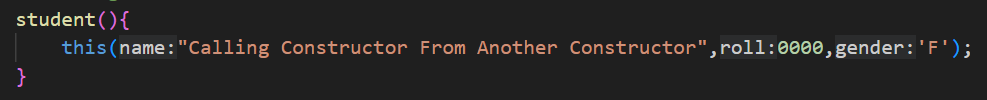 student(){
this(name:"Calling Constructor From Another Constructor",roll:0000,gender:'F');
}